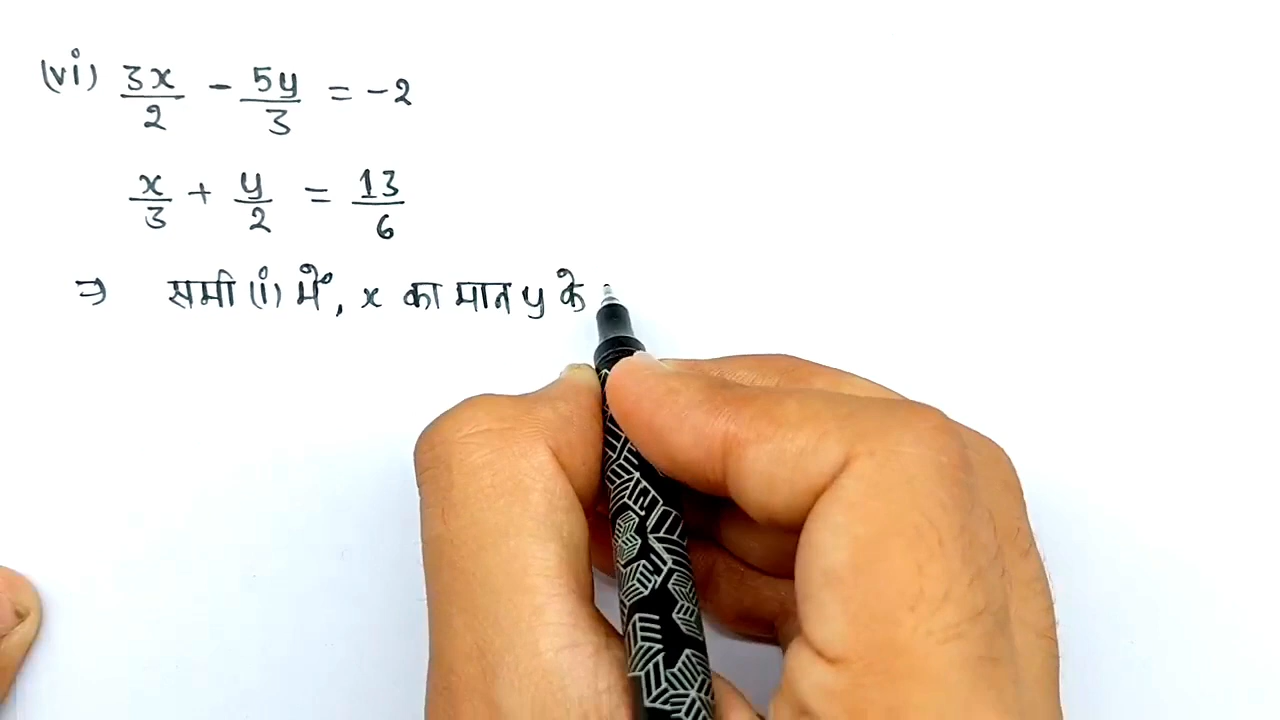 (vi) 3x/2 - 5y/3 = -2
x/3 + y/2 = 13/6
⇒ समी (i) में, x का मान y के